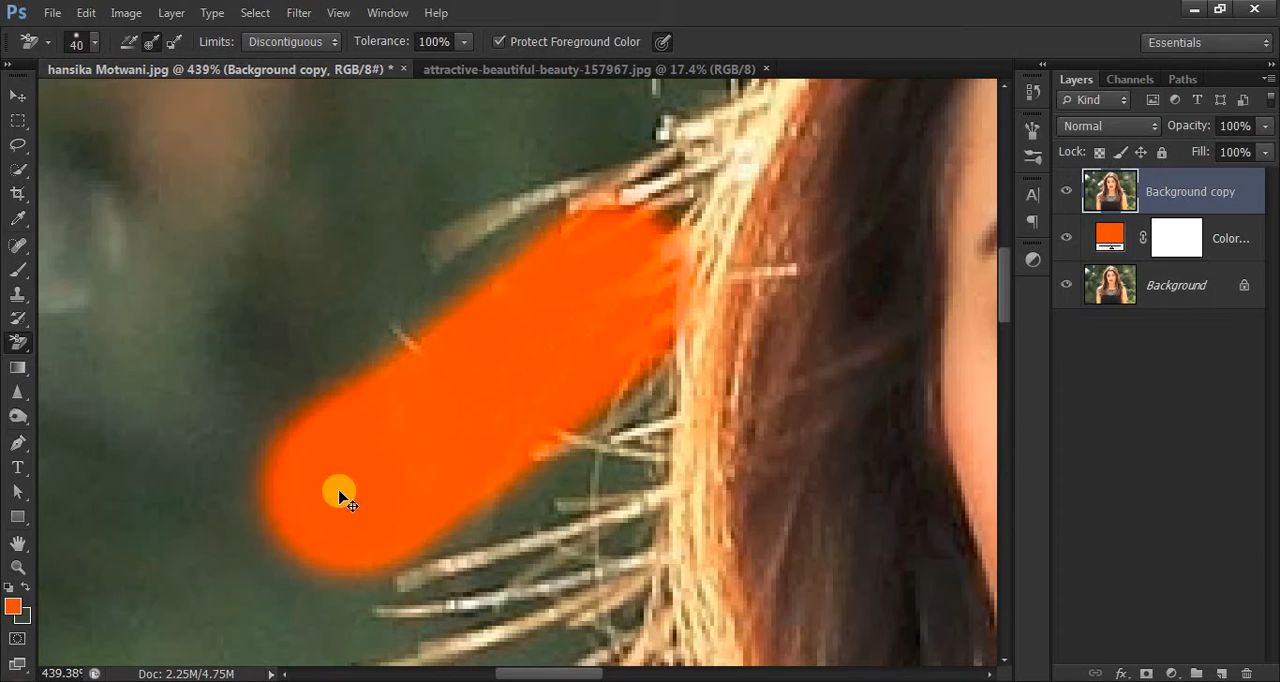 Ps File Edit Image Layer Type Select Filter View Window Help
40 Limits: Discontiguous Tolerance: 100% Protect Foreground Color Essentials
hansika Motwani.jpg @ 439% (Background copy, RGB/8#) * × attractive-beautiful-beauty-157967.jpg @ 17.4% (RGB/8) ×
Layers Channels Paths
Kind
Normal Opacity: 100%
Lock: Fill: 100%
Background copy
Color...
Background
439.38% Doc: 2.25M/4.75M